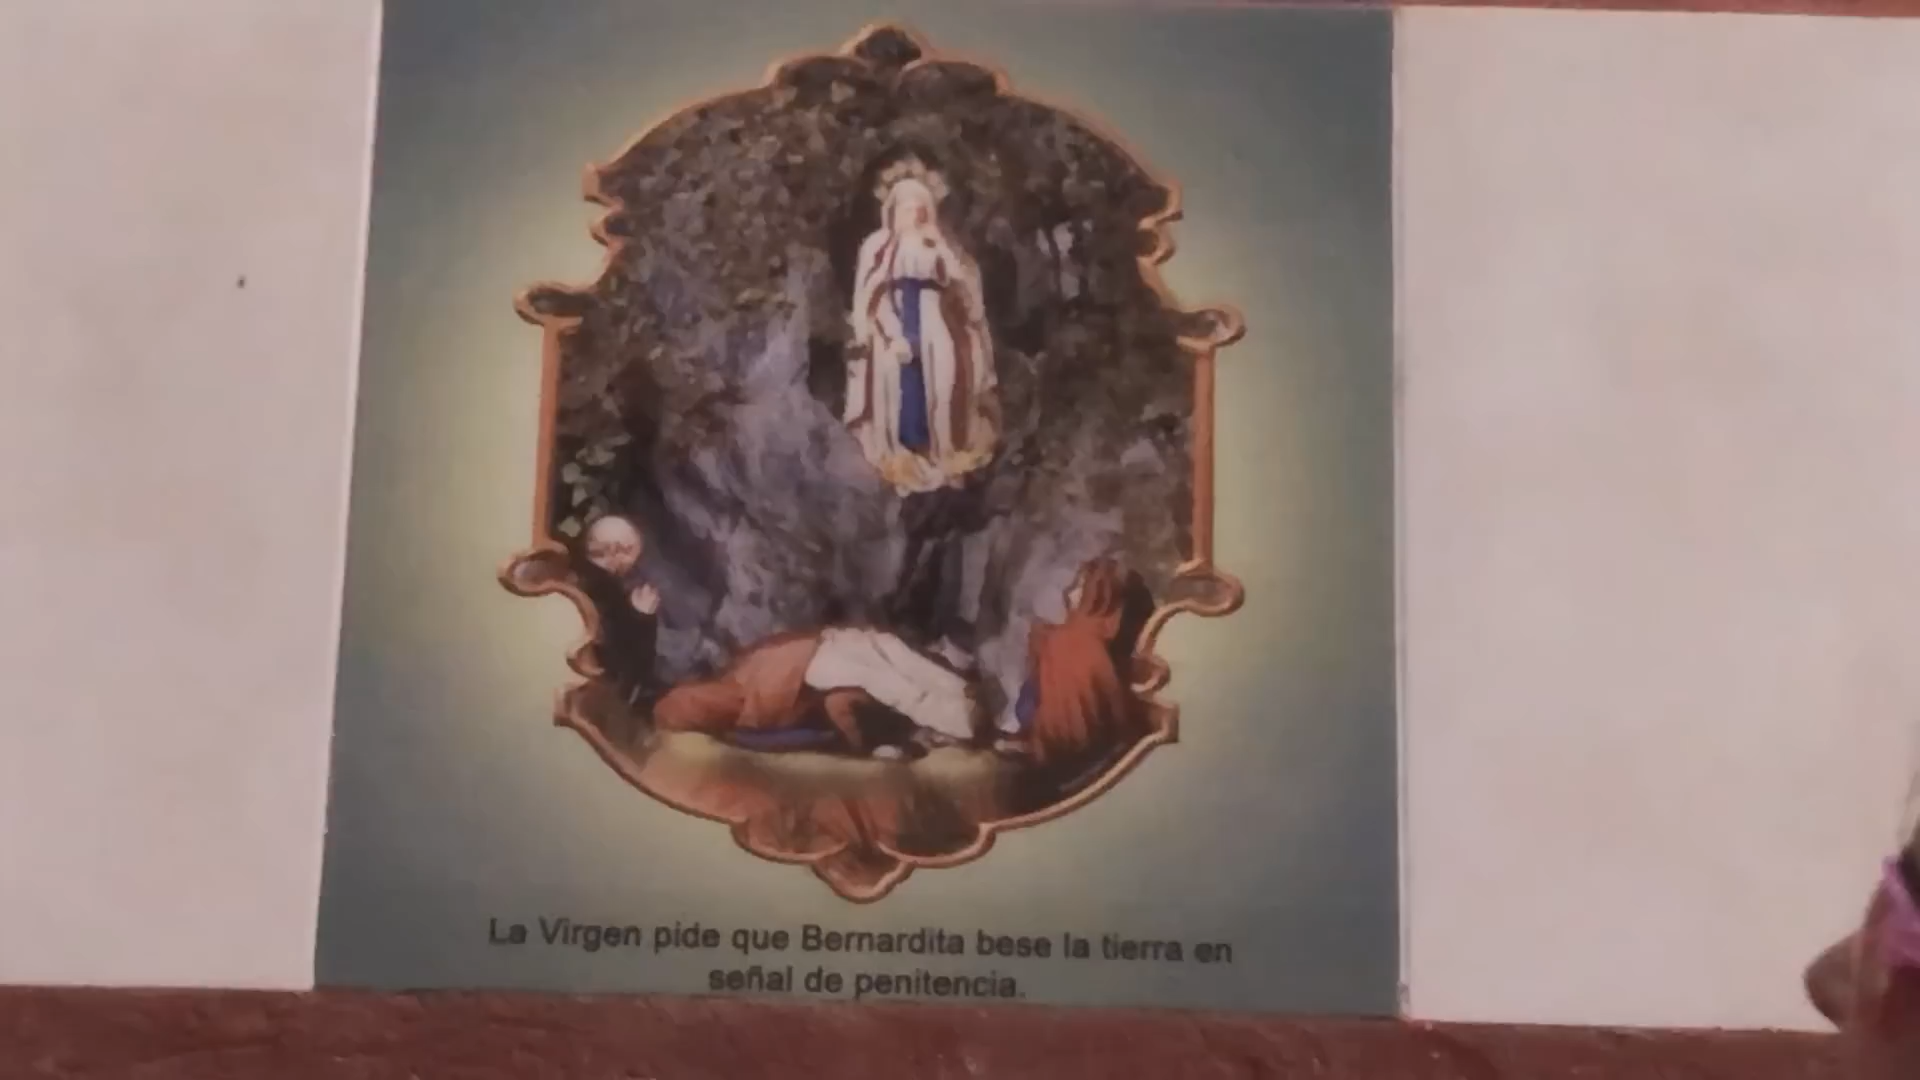 La Virgen pide que Bernardita bese la tierra en
señal de penitencia.